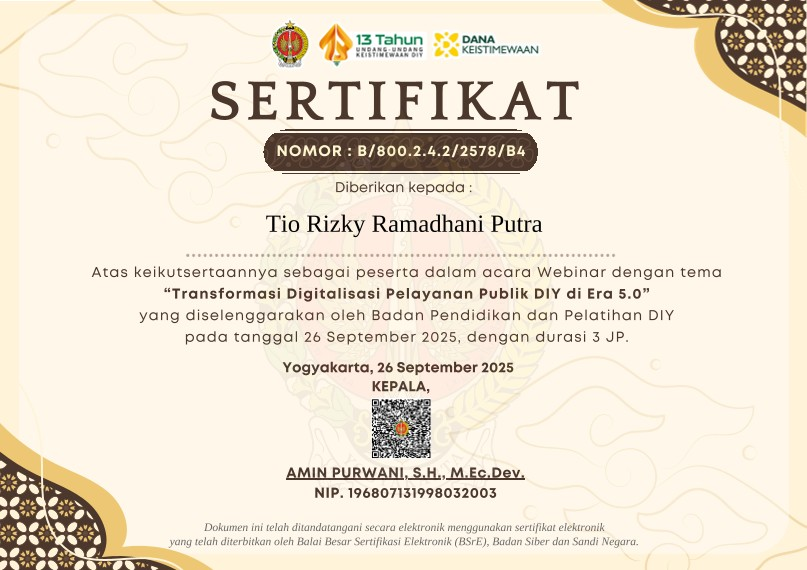 13 Tahun
UNDANG-UNDANG
KEISTIMEWAAN DIY
DANA
KEISTIMEWAAN
SERTIFIKAT
NOMOR : B/800.2.4.2/2578/B4
Diberikan kepada :
Tio Rizky Ramadhani Putra
Atas keikutsertaannya sebagai peserta dalam acara Webinar dengan tema
“Transformasi Digitalisasi Pelayanan Publik DIY di Era 5.0”
yang diselenggarakan oleh Badan Pendidikan dan Pelatihan DIY
pada tanggal 26 September 2025, dengan durasi 3 JP.
Yogyakarta, 26 September 2025
KEPALA,
AMIN PURWANI, S.H., M.Ec.Dev.
NIP. 196807131998032003
Dokumen ini telah ditandatangani secara elektronik menggunakan sertifikat elektronik
yang telah diterbitkan oleh Balai Besar Sertifikasi Elektronik (BSrE), Badan Siber dan Sandi Negara.